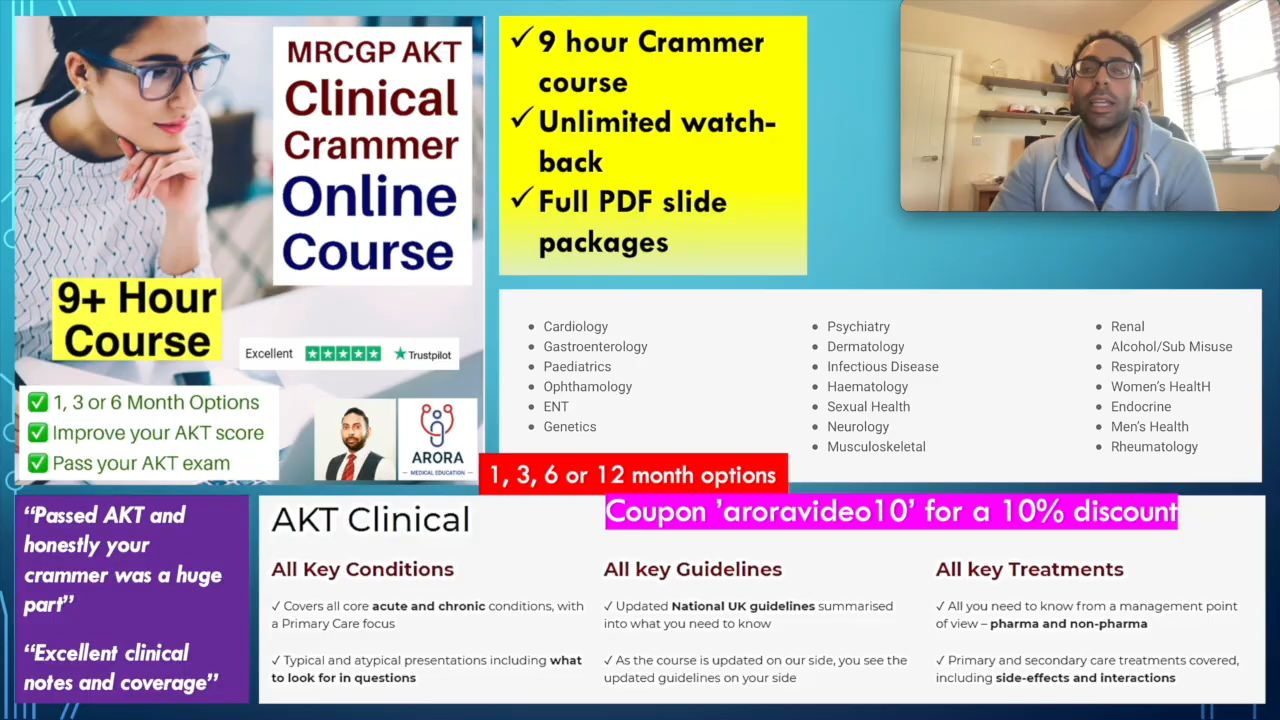 MRCGP AKT
Clinical
Crammer
Online
Course
9+ Hour
Course
Excellent
Trustpilot
1, 3 or 6 Month Options
Improve your AKT score
Pass your AKT exam
ARORA
MEDICAL EDUCATION
9 hour Crammer
course
Unlimited watch-
back
Full PDF slide
packages
Cardiology
Gastroenterology
Paediatrics
Ophthamology
ENT
Genetics
Psychiatry
Dermatology
Infectious Disease
Haematology
Sexual Health
Neurology
Musculoskeletal
Renal
Alcohol/Sub Misuse
Respiratory
Women's HealtH
Endocrine
Men's Health
Rheumatology
1, 3, 6 or 12 month options
"Passed AKT and
honestly your
crammer was a huge
part"
"Excellent clinical
notes and coverage"
AKT Clinical
Coupon 'aroravideo10' for a 10% discount
All Key Conditions
✓ Covers all core acute and chronic conditions, with
a Primary Care focus
✓ Typical and atypical presentations including what
to look for in questions
All key Guidelines
✓ Updated National UK guidelines summarised
into what you need to know
✓ As the course is updated on our side, you see the
updated guidelines on your side
All key Treatments
✓ All you need to know from a management point
of view – pharma and non-pharma
✓ Primary and secondary care treatments covered,
including side-effects and interactions